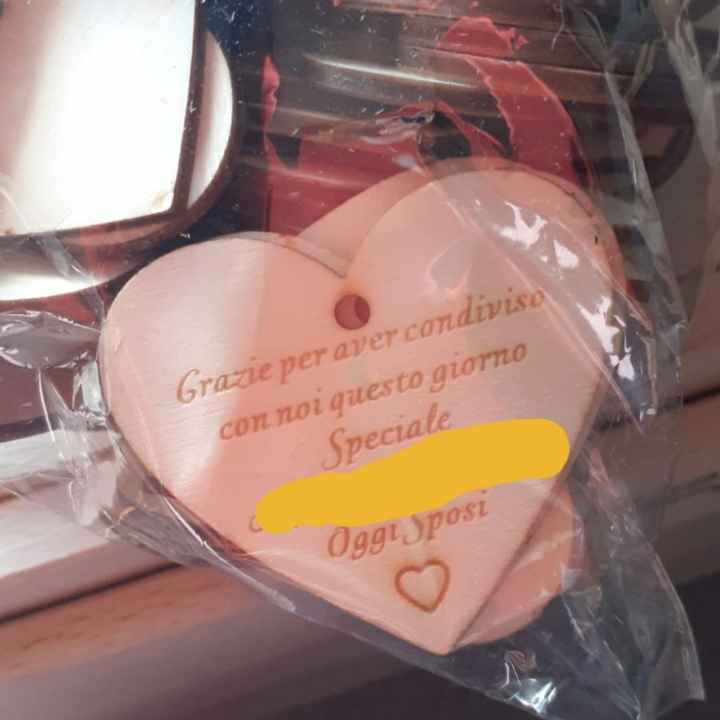 Grazie per aver condiviso
con noi questo giorno
Speciale
Oggi Sposi